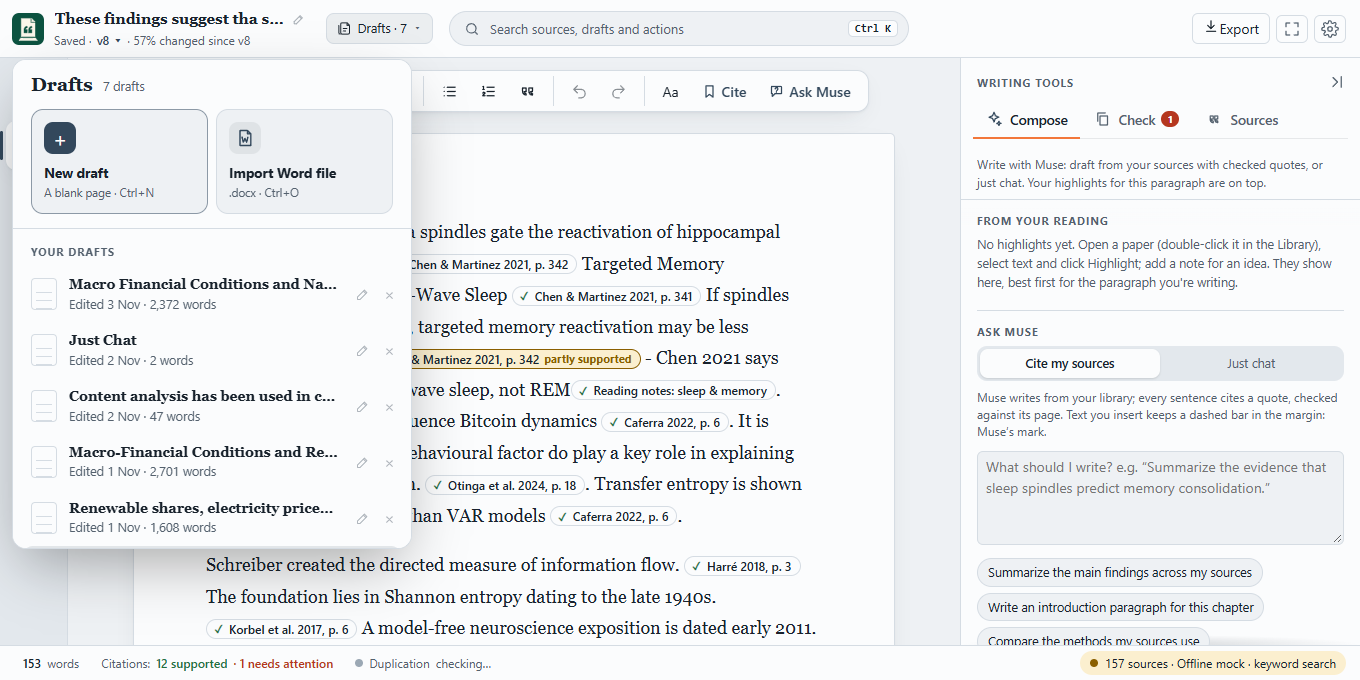 These findings suggest tha s...
Saved · v8 · 57% changed since v8
Drafts · 7
Search sources, drafts and actions
Ctrl K
Export
Drafts 7 drafts
New draft
A blank page · Ctrl+N
Import Word file
.docx · Ctrl+O
YOUR DRAFTS
Macro Financial Conditions and Na...
Edited 3 Nov · 2,372 words
Just Chat
Edited 2 Nov · 2 words
Content analysis has been used in c...
Edited 2 Nov · 47 words
Macro-Financial Conditions and Re...
Edited 1 Nov · 2,701 words
Renewable shares, electricity price...
Edited 1 Nov · 1,608 words
Aa
Cite
Ask Muse
spindles gate the reactivation of hippocampal
Chen & Martinez 2021, p. 342 Targeted Memory
-Wave Sleep ✓ Chen & Martinez 2021, p. 341 If spindles
, targeted memory reactivation may be less
& Martinez 2021, p. 342 partly supported - Chen 2021 says
wave sleep, not REM ✓ Reading notes: sleep & memory .
uence Bitcoin dynamics ✓ Caferra 2022, p. 6 . It is
ehavioural factor do play a key role in explaining
. ✓ Otinga et al. 2024, p. 18 . Transfer entropy is shown
han VAR models ✓ Caferra 2022, p. 6 .
Schreiber created the directed measure of information flow. ✓ Harré 2018, p. 3
The foundation lies in Shannon entropy dating to the late 1940s.
✓ Korbel et al. 2017, p. 6 A model-free neuroscience exposition is dated early 2011.
WRITING TOOLS
Compose
Check 1
Sources
Write with Muse: draft from your sources with checked quotes, or
just chat. Your highlights for this paragraph are on top.
FROM YOUR READING
No highlights yet. Open a paper (double-click it in the Library),
select text and click Highlight; add a note for an idea. They show
here, best first for the paragraph you're writing.
ASK MUSE
Cite my sources
Just chat
Muse writes from your library; every sentence cites a quote, checked
against its page. Text you insert keeps a dashed bar in the margin:
Muse's mark.
What should I write? e.g. “Summarize the evidence that
sleep spindles predict memory consolidation.”
Summarize the main findings across my sources
Write an introduction paragraph for this chapter
Compare the methods my sources use
153 words
Citations: 12 supported · 1 needs attention
Duplication checking...
157 sources · Offline mock · keyword search